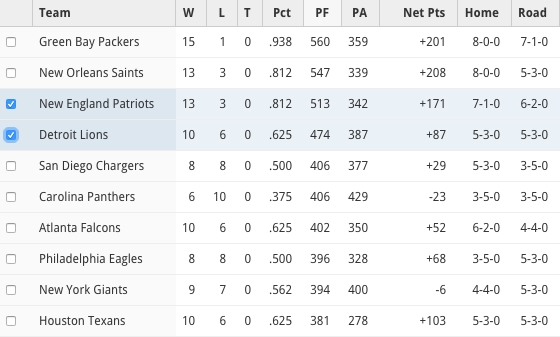 Team W L T Pct PF PA Net Pts Home Road
Green Bay Packers 15 1 0 .938 560 359 +201 8-0-0 7-1-0
New Orleans Saints 13 3 0 .812 547 339 +208 8-0-0 5-3-0
New England Patriots 13 3 0 .812 513 342 +171 7-1-0 6-2-0
Detroit Lions 10 6 0 .625 474 387 +87 5-3-0 5-3-0
San Diego Chargers 8 8 0 .500 406 377 +29 5-3-0 3-5-0
Carolina Panthers 6 10 0 .375 406 429 -23 3-5-0 3-5-0
Atlanta Falcons 10 6 0 .625 402 350 +52 6-2-0 4-4-0
Philadelphia Eagles 8 8 0 .500 396 328 +68 3-5-0 5-3-0
New York Giants 9 7 0 .562 394 400 -6 4-4-0 5-3-0
Houston Texans 10 6 0 .625 381 278 +103 5-3-0 5-3-0